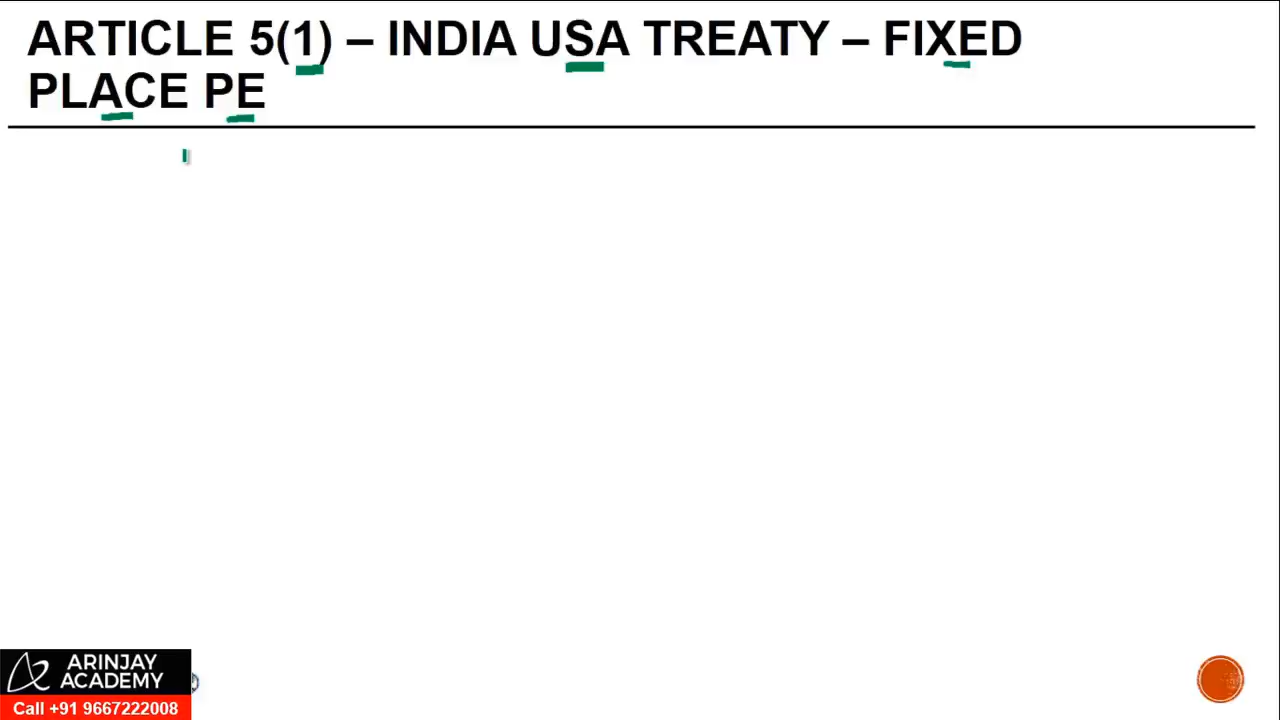 ARTICLE 5(1) – INDIA USA TREATY – FIXED
PLACE PE
ARINJAY
ACADEMY
Call +91 9667222008